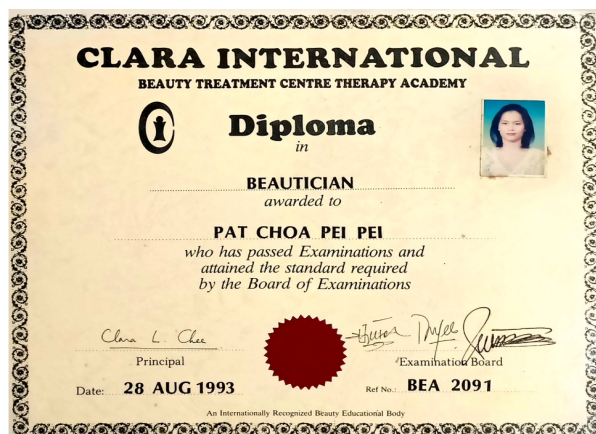 CLARA INTERNATIONAL
BEAUTY TREATMENT CENTRE THERAPY ACADEMY
Diploma
in
BEAUTICIAN
awarded to
PAT CHOA PEI PEI
who has passed Examinations and
attained the standard required
by the Board of Examinations
Clara L. Chee
Principal
Examination Board
Date: 28 AUG 1993
Ref No.: BEA 2091
An Internationally Recognized Beauty Educational Body